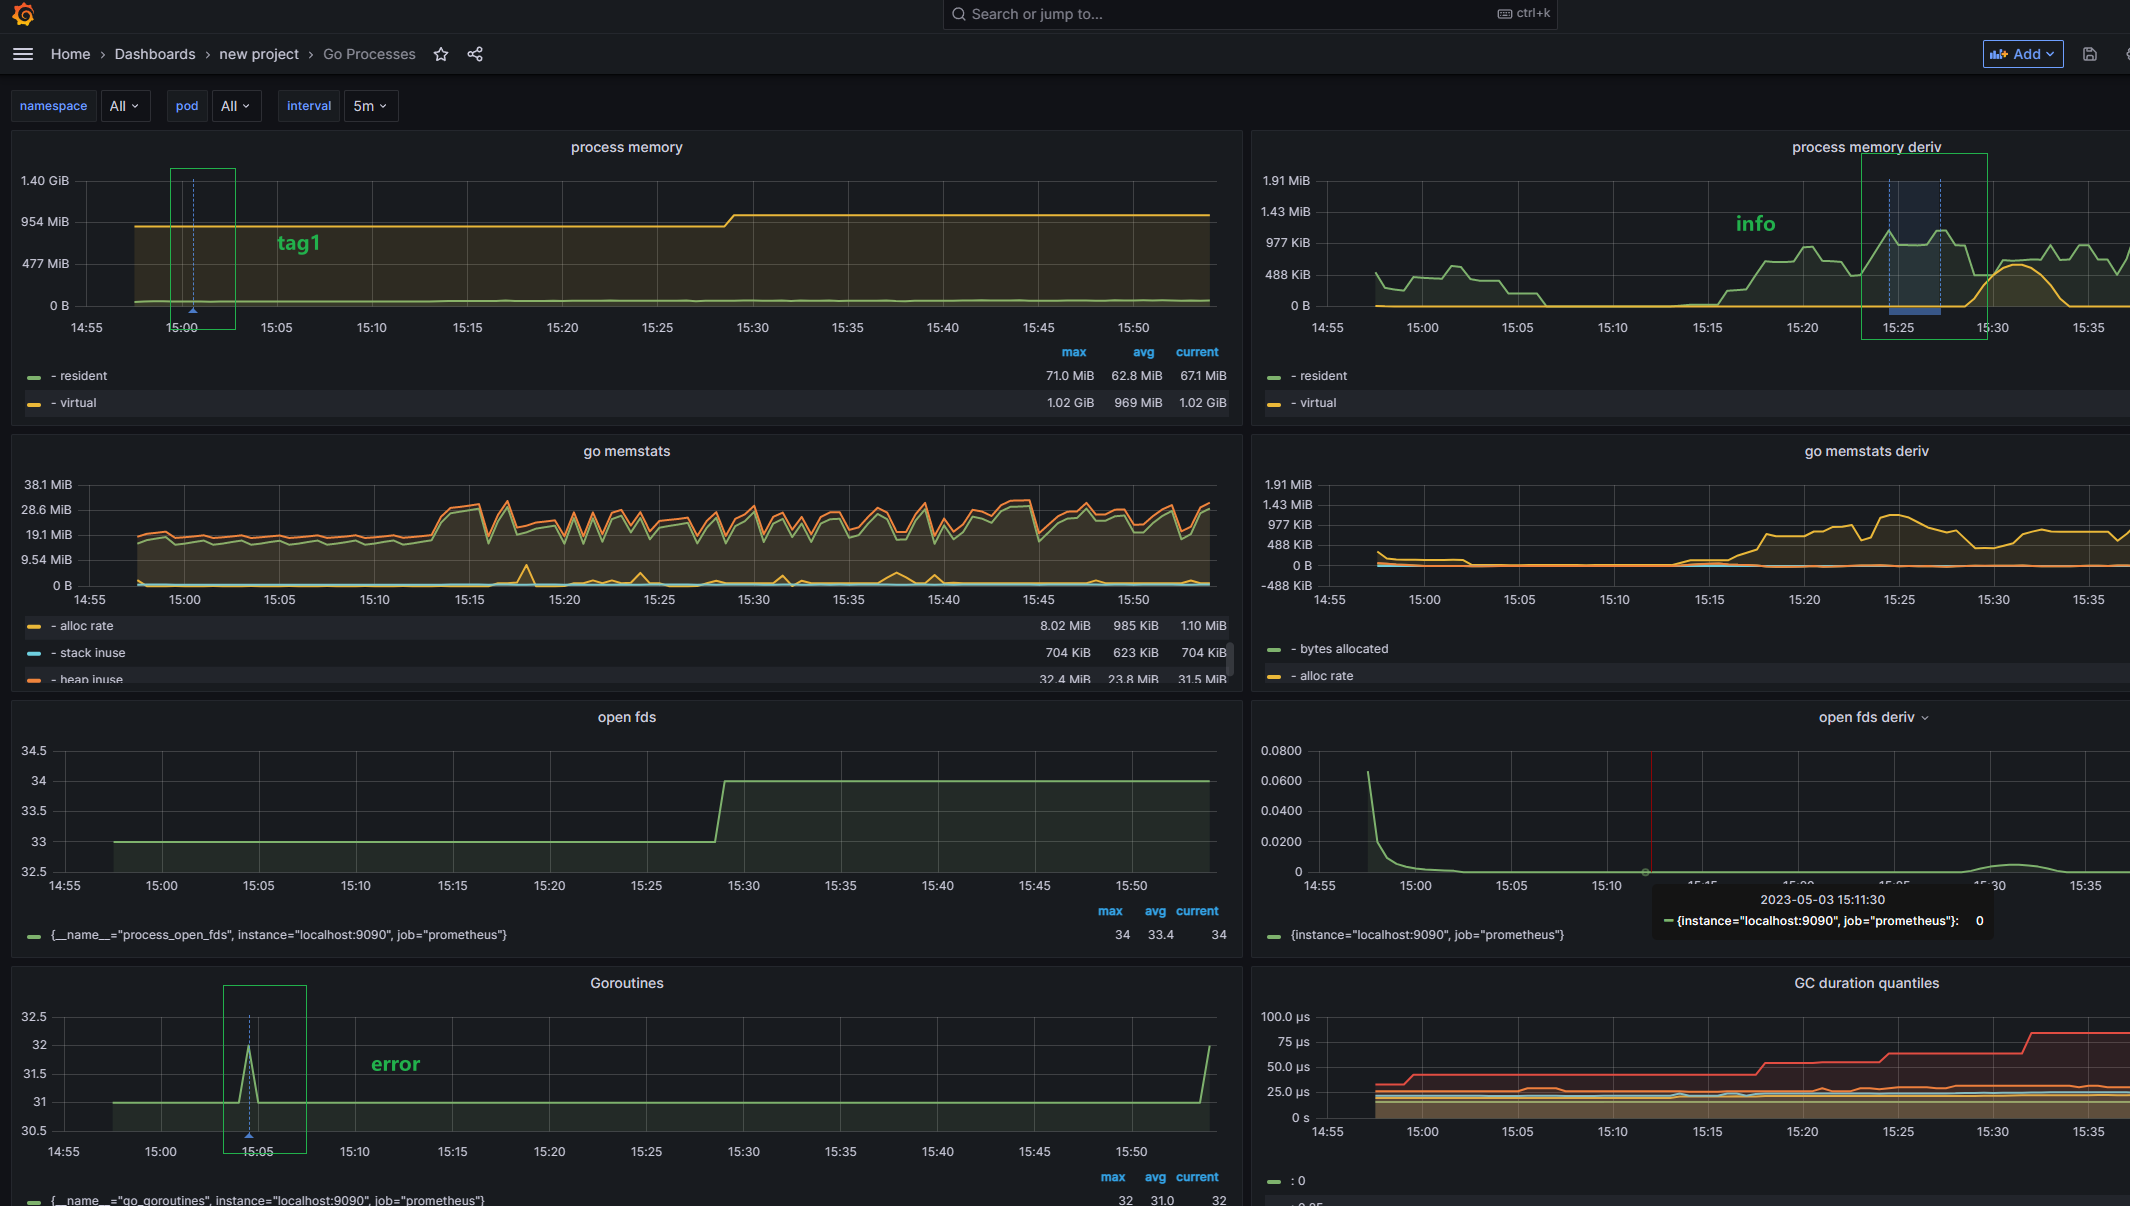 Search or jump to...
ctrl+k
Home › Dashboards › new project › Go Processes
Add
namespace All pod All interval 5m
process memory
1.40 GiB
954 MiB
477 MiB
0 B
tag1
14:55 15:00 15:05 15:10 15:15 15:20 15:25 15:30 15:35 15:40 15:45 15:50
max avg current
- resident 71.0 MiB 62.8 MiB 67.1 MiB
- virtual 1.02 GiB 969 MiB 1.02 GiB
process memory deriv
1.91 MiB
1.43 MiB
977 KiB
488 KiB
0 B
info
14:55 15:00 15:05 15:10 15:15 15:20 15:25 15:30 15:35
- resident
- virtual
go memstats
38.1 MiB
28.6 MiB
19.1 MiB
9.54 MiB
0 B
14:55 15:00 15:05 15:10 15:15 15:20 15:25 15:30 15:35 15:40 15:45 15:50
- alloc rate 8.02 MiB 985 KiB 1.10 MiB
- stack inuse 704 KiB 623 KiB 704 KiB
- heap inuse 32.4 MiB 23.8 MiB 31.5 MiB
go memstats deriv
1.91 MiB
1.43 MiB
977 KiB
488 KiB
0 B
-488 KiB
14:55 15:00 15:05 15:10 15:15 15:20 15:25 15:30 15:35
- bytes allocated
- alloc rate
open fds
34.5
34
33.5
33
32.5
14:55 15:00 15:05 15:10 15:15 15:20 15:25 15:30 15:35 15:40 15:45 15:50
max avg current
{__name__="process_open_fds", instance="localhost:9090", job="prometheus"} 34 33.4 34
open fds deriv
0.0800
0.0600
0.0400
0.0200
0
14:55 15:00 15:05 15:10 15:15 15:20 15:25 15:30 15:35
2023-05-03 15:11:30
{instance="localhost:9090", job="prometheus"}: 0
{instance="localhost:9090", job="prometheus"}
Goroutines
32.5
32
31.5
31
30.5
error
14:55 15:00 15:05 15:10 15:15 15:20 15:25 15:30 15:35 15:40 15:45 15:50
max avg current
{__name__="go_goroutines", instance="localhost:9090", job="prometheus"} 32 31.0 32
GC duration quantiles
100.0 µs
75 µs
50.0 µs
25.0 µs
0 s
14:55 15:00 15:05 15:10 15:15 15:20 15:25 15:30 15:35
: 0